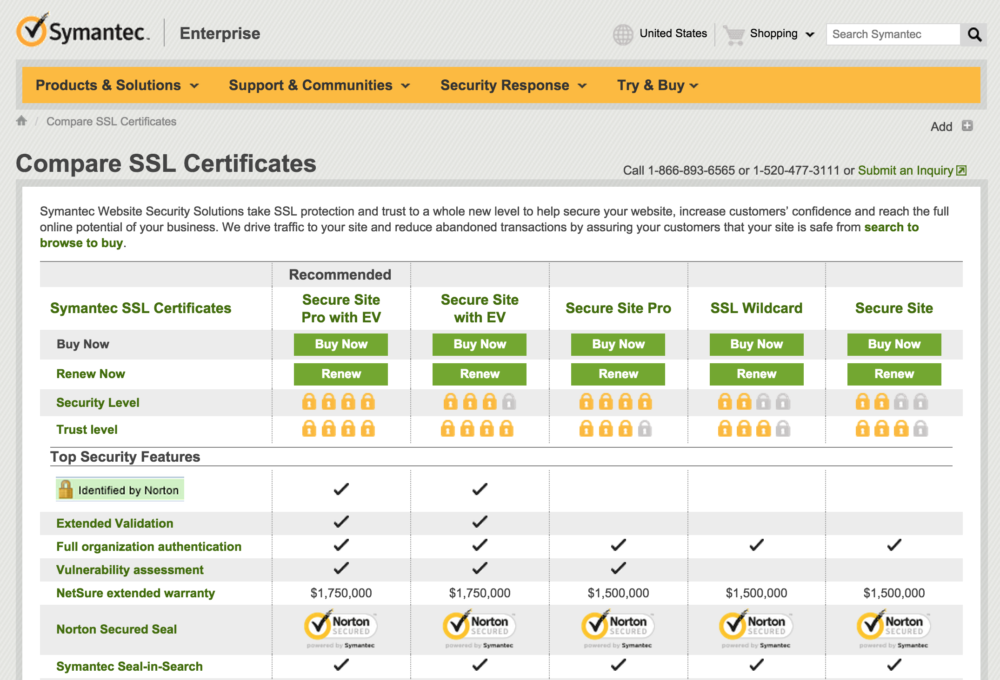 Symantec. Enterprise
United States Shopping Search Symantec
Products & Solutions Support & Communities Security Response Try & Buy
/ Compare SSL Certificates
Add
Compare SSL Certificates
Call 1-866-893-6565 or 1-520-477-3111 or Submit an Inquiry
Symantec Website Security Solutions take SSL protection and trust to a whole new level to help secure your website, increase customers’ confidence and reach the full
online potential of your business. We drive traffic to your site and reduce abandoned transactions by assuring your customers that your site is safe from search to
browse to buy.
Recommended
Symantec SSL Certificates Secure Site Pro with EV Secure Site with EV Secure Site Pro SSL Wildcard Secure Site
Buy Now Buy Now Buy Now Buy Now Buy Now Buy Now
Renew Now Renew Renew Renew Renew Renew
Security Level
Trust level
Top Security Features
Identified by Norton
Extended Validation
Full organization authentication
Vulnerability assessment
NetSure extended warranty $1,750,000 $1,750,000 $1,500,000 $1,500,000 $1,500,000
Norton Secured Seal
Norton Norton Norton Norton Norton
SECURED SECURED SECURED SECURED SECURED
powered by Symantec powered by Symantec powered by Symantec powered by Symantec powered by Symantec
Symantec Seal-in-Search